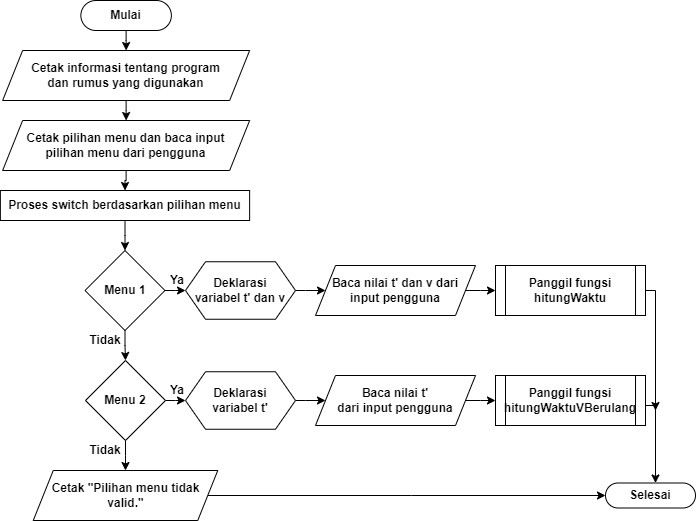 Mulai
Cetak informasi tentang program
dan rumus yang digunakan
Cetak pilihan menu dan baca input
pilihan menu dari pengguna
Proses switch berdasarkan pilihan menu
Menu 1
Ya
Deklarasi
variabel t' dan v
Baca nilai t' dan v dari
input pengguna
Panggil fungsi
hitungWaktu
Tidak
Menu 2
Ya
Deklarasi
variabel t'
Baca nilai t'
dari input pengguna
Panggil fungsi
hitungWaktuVBerulang
Tidak
Cetak "Pilihan menu tidak
valid."
Selesai